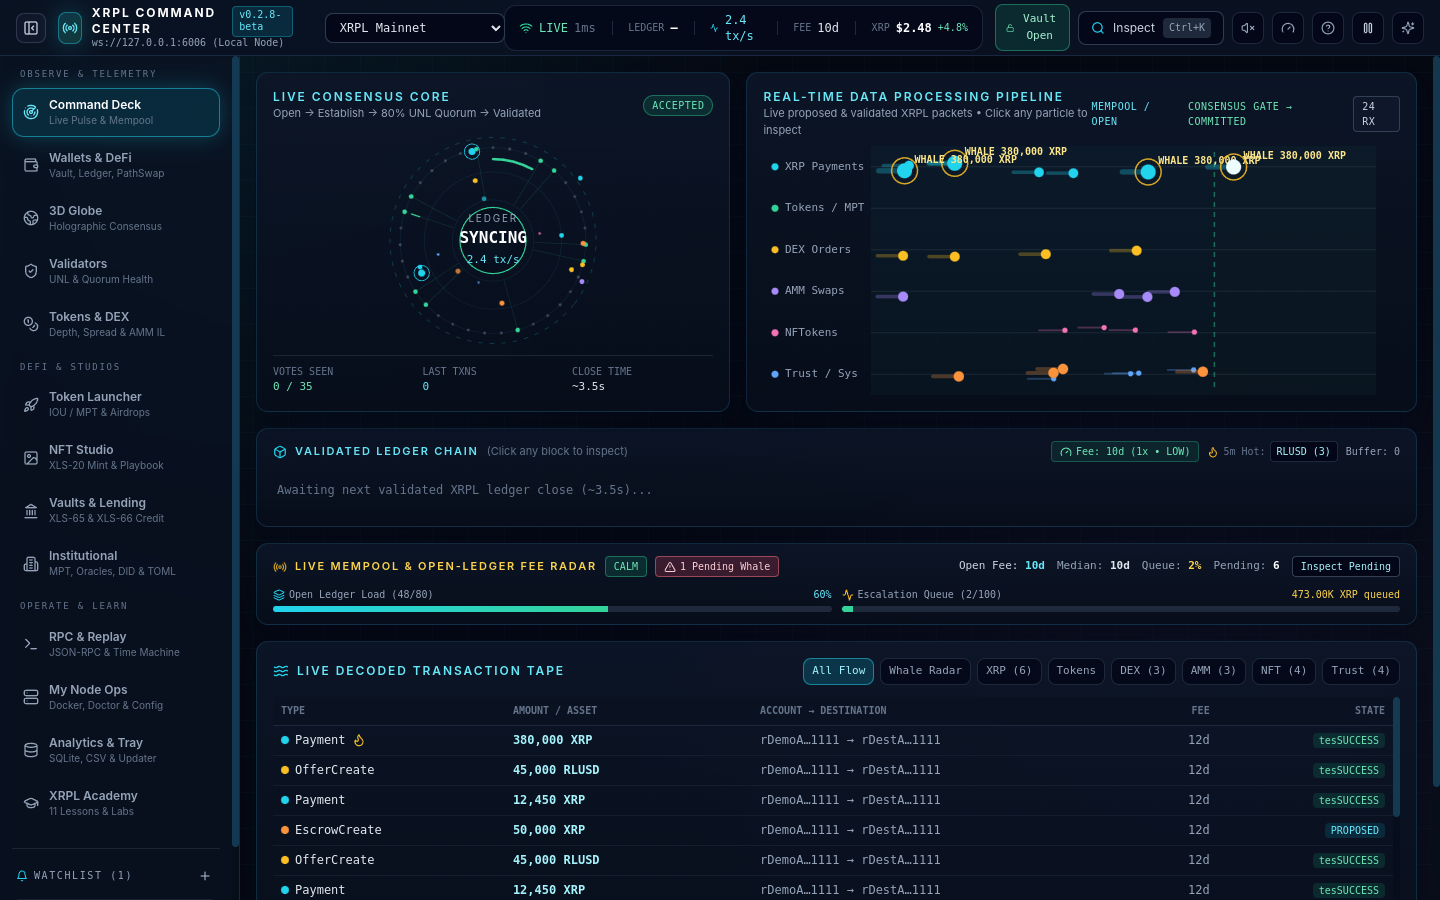 XRPL COMMAND CENTER
v0.2.8-beta
ws://127.0.0.1:6006 (Local Node)
XRPL Mainnet
LIVE 1ms
LEDGER —
2.4 tx/s
FEE 10d
XRP $2.48 +4.8%
Vault Open
Inspect Ctrl+K
OBSERVE & TELEMETRY
Command Deck
Live Pulse & Mempool
Wallets & DeFi
Vault, Ledger, PathSwap
3D Globe
Holographic Consensus
Validators
UNL & Quorum Health
Tokens & DEX
Depth, Spread & AMM IL
DEFI & STUDIOS
Token Launcher
IOU / MPT & Airdrops
NFT Studio
XLS-20 Mint & Playbook
Vaults & Lending
XLS-65 & XLS-66 Credit
Institutional
MPT, Oracles, DID & TOML
OPERATE & LEARN
RPC & Replay
JSON-RPC & Time Machine
My Node Ops
Docker, Doctor & Config
Analytics & Tray
SQLite, CSV & Updater
XRPL Academy
11 Lessons & Labs
WATCHLIST (1)
LIVE CONSENSUS CORE
Open → Establish → 80% UNL Quorum → Validated
ACCEPTED
LEDGER
SYNCING
2.4 tx/s
VOTES SEEN
0 / 35
LAST TXNS
0
CLOSE TIME
~3.5s
REAL-TIME DATA PROCESSING PIPELINE
Live proposed & validated XRPL packets • Click any particle to inspect
MEMPOOL / OPEN
CONSENSUS GATE → COMMITTED
24 RX
XRP Payments
WHALE 380,000 XRP
WHALE 380,000 XRP
WHALE 380,000 XRP
WHALE 380,000 XRP
Tokens / MPT
DEX Orders
AMM Swaps
NFTokens
Trust / Sys
VALIDATED LEDGER CHAIN (Click any block to inspect)
Fee: 10d (1x • LOW)
5m Hot: RLUSD (3)
Buffer: 0
Awaiting next validated XRPL ledger close (~3.5s)...
LIVE MEMPOOL & OPEN-LEDGER FEE RADAR
CALM
1 Pending Whale
Open Fee: 10d Median: 10d Queue: 2% Pending: 6
Inspect Pending
Open Ledger Load (48/80) 60%
Escalation Queue (2/100) 473.00K XRP queued
LIVE DECODED TRANSACTION TAPE
All Flow
Whale Radar
XRP (6)
Tokens
DEX (3)
AMM (3)
NFT (4)
Trust (4)
TYPE AMOUNT / ASSET ACCOUNT → DESTINATION FEE STATE
Payment 380,000 XRP rDemoA…1111 → rDestA…1111 12d tesSUCCESS
OfferCreate 45,000 RLUSD rDemoA…1111 → rDestA…1111 12d tesSUCCESS
Payment 12,450 XRP rDemoA…1111 → rDestA…1111 12d tesSUCCESS
EscrowCreate 50,000 XRP rDemoA…1111 → rDestA…1111 12d PROPOSED
OfferCreate 45,000 RLUSD rDemoA…1111 → rDestA…1111 12d tesSUCCESS
Payment 12,450 XRP rDemoA…1111 → rDestA…1111 12d tesSUCCESS